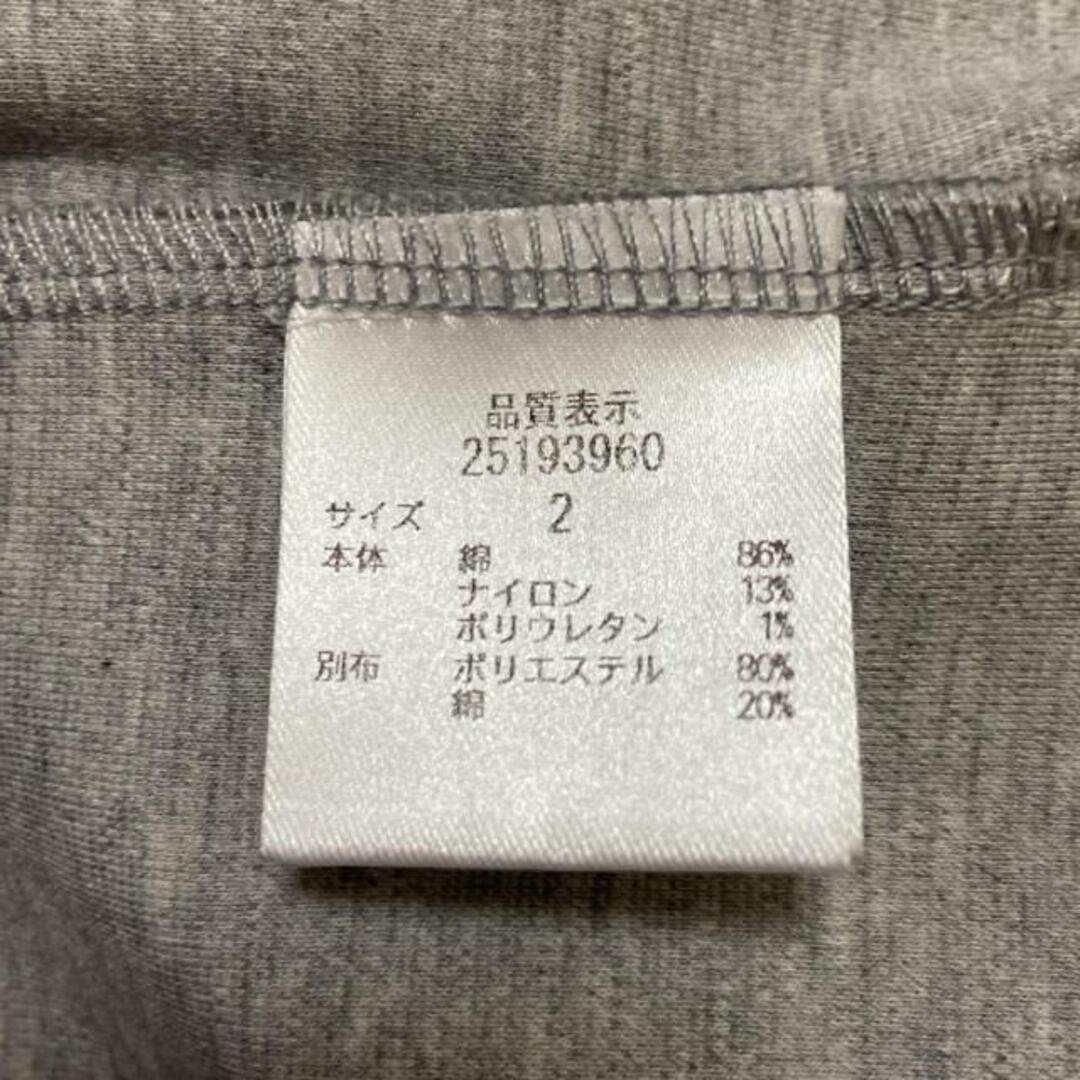 品質表示
25193960
サイズ 2
本体 綿 86%
ナイロン 13%
ポリウレタン 1%
別布 ポリエステル 80%
綿 20%